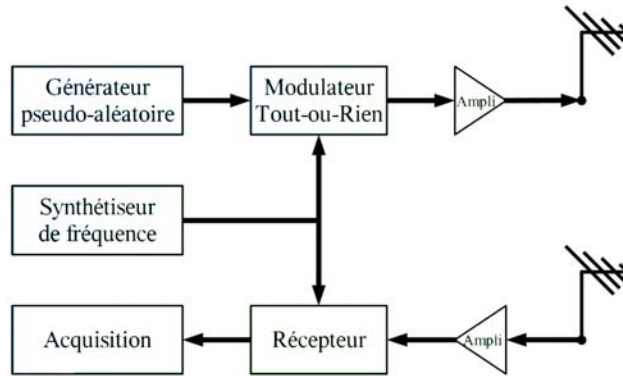 Générateur
pseudo-aléatoire
Modulateur
Tout-ou-Rien
Ampli
Synthétiseur
de fréquence
Acquisition
Récepteur
Ampli